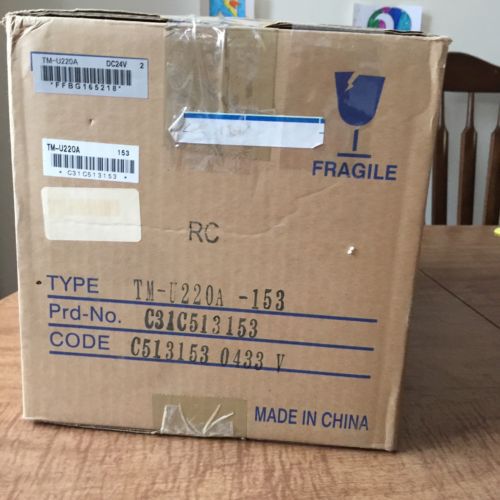 TM-U220A DC24V 2
*FFBG165218*
TM-U220A 153
* C31C513153 *
FRAGILE
RC
TYPE TM-U220A -153
Prd-No. C31C513153
CODE C513153 0433 V
MADE IN CHINA